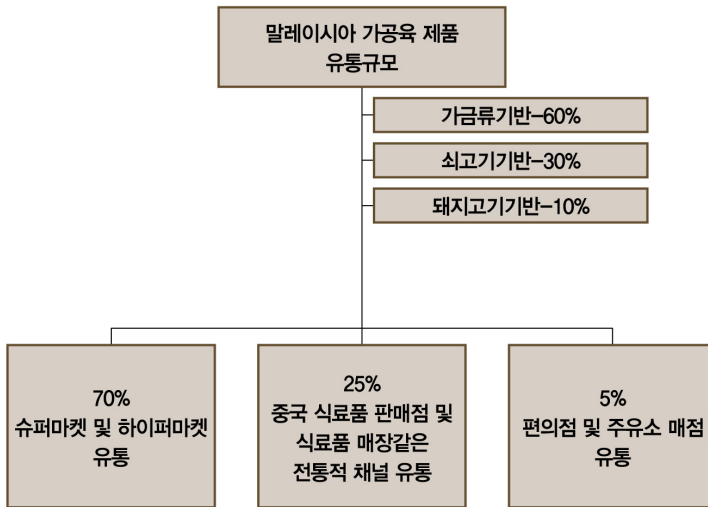 말레이시아 가공육 제품
유통규모
가금류기반-60%
쇠고기기반-30%
돼지고기기반-10%
70%
슈퍼마켓 및 하이퍼마켓
유통
25%
중국 식료품 판매점 및
식료품 매장같은
전통적 채널 유통
5%
편의점 및 주유소 매점
유통